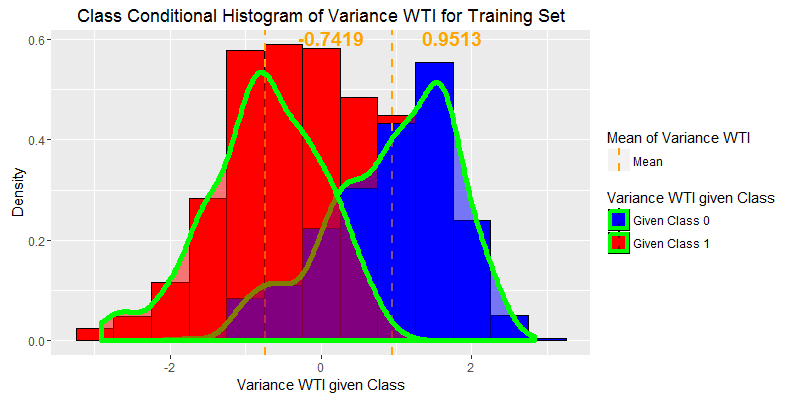 Class Conditional Histogram of Variance WTI for Training Set
-0.7419 0.9513
0.6
0.4
0.2
0.0
Density
-2 0 2
Variance WTI given Class
Mean of Variance WTI
Mean
Variance WTI given Class
Given Class 0
Given Class 1